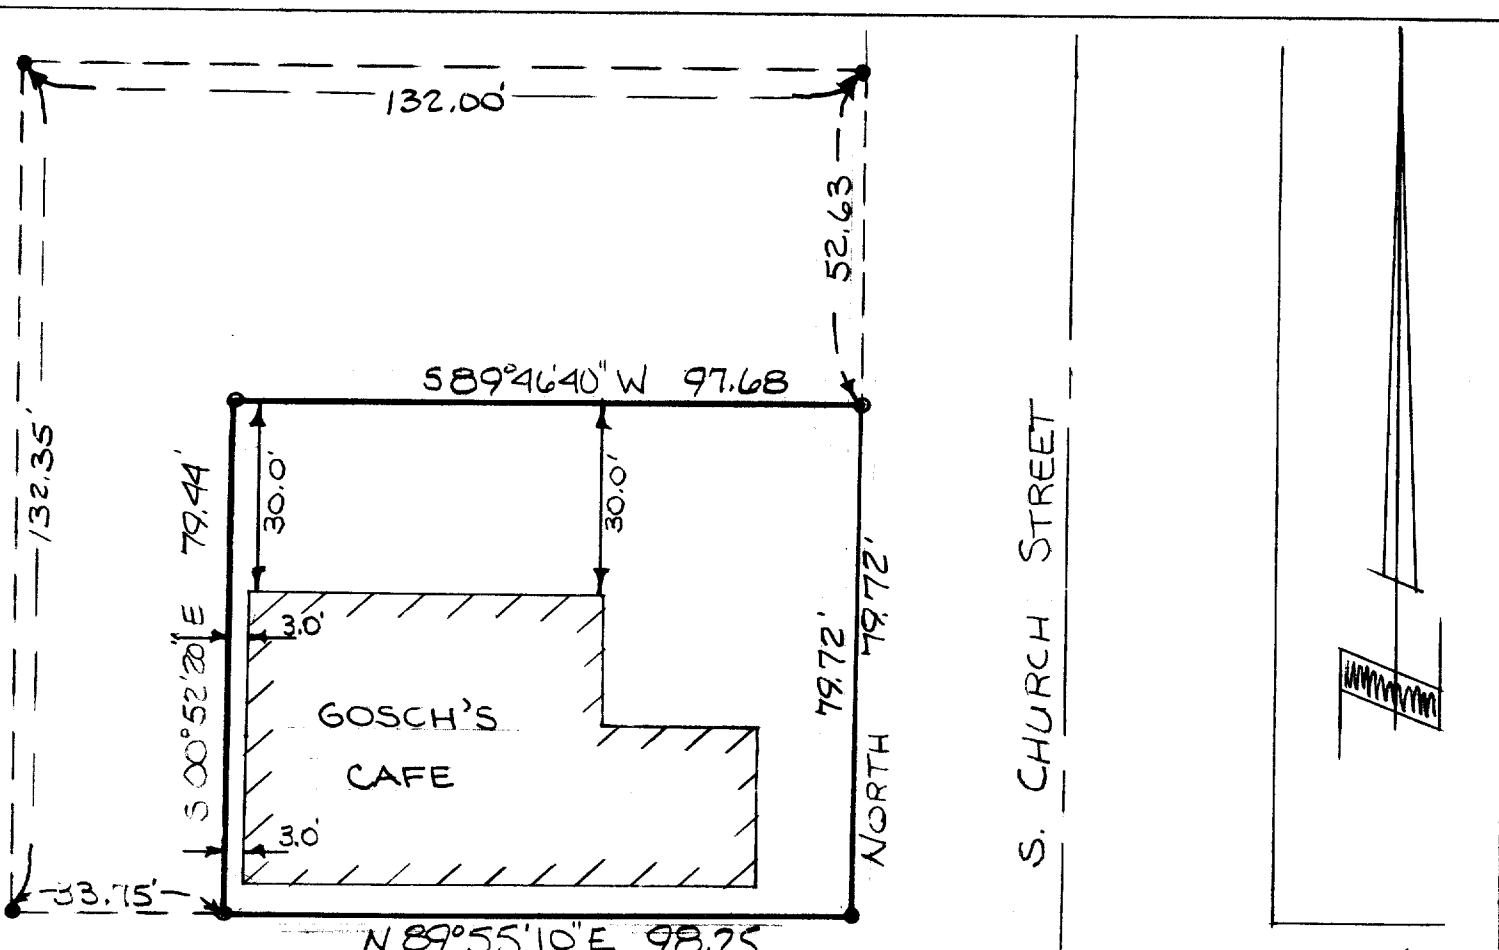 132.00'
52.63
S 89°46'40" W 97.68
132.35'
S 00°52'20" E 79.44'
30.0'
30.0'
3.0'
GOSCH'S
CAFE
3.0'
79.72'
NORTH 79.72'
S. CHURCH STREET
33.75'
N 89°55'10" E 98.25